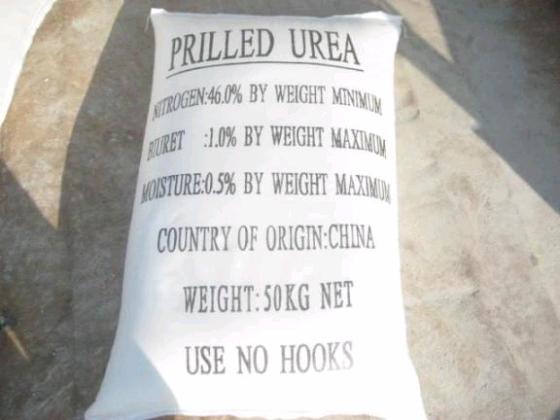 PRILLED UREA
NITROGEN:46.0% BY WEIGHT MINIMUM
BIURET :1.0% BY WEIGHT MAXIMUM
MOISTURE:0.5% BY WEIGHT MAXIMUM
COUNTRY OF ORIGIN:CHINA
WEIGHT:50KG NET
USE NO HOOKS